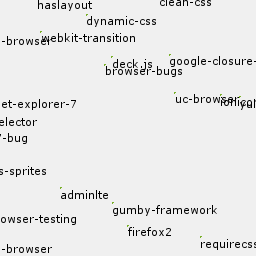 haslayout
clean-css
dynamic-css
-browser
webkit-transition
deck.js
google-closure-
browser-bugs
uc-browser
et-explorer-7
elector
-bug
s-sprites
adminlte
gumby-framework
owser-testing
firefox2
requirecss
-browser